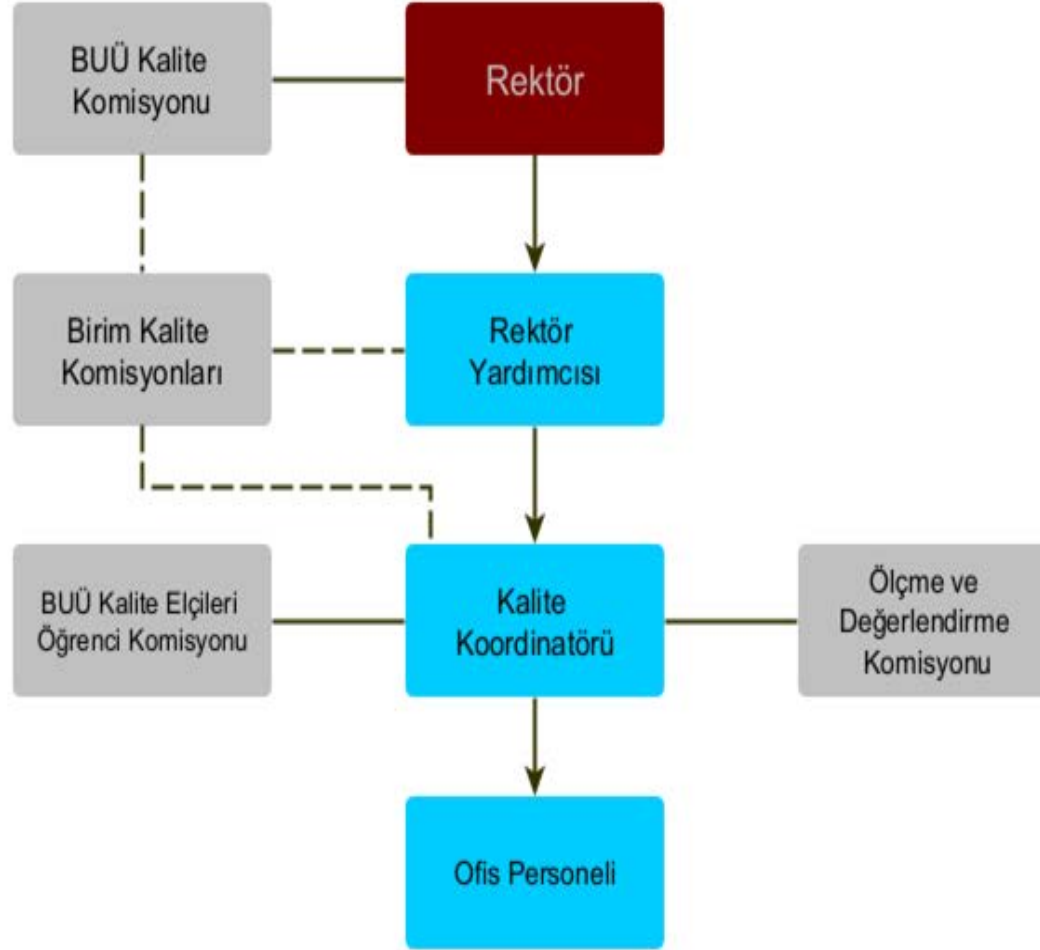 BUÜ Kalite
Komisyonu
Rektör
Birim Kalite
Komisyonları
Rektör
Yardımcısı
BUÜ Kalite Elçileri
Öğrenci Komisyonu
Kalite
Koordinatörü
Ölçme ve
Değerlendirme
Komisyonu
Ofis Personeli